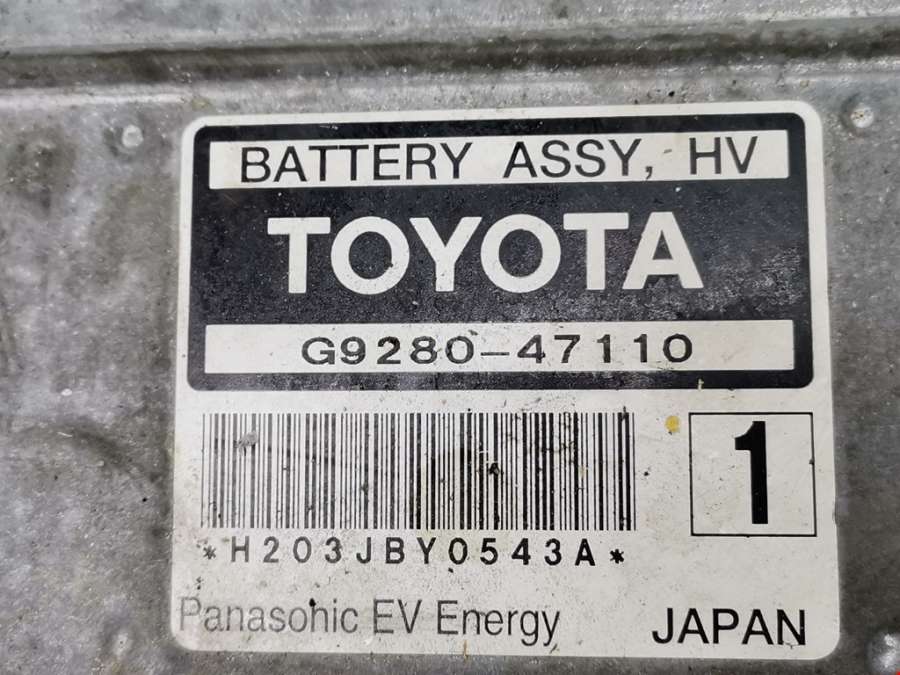 BATTERY ASSY, HV
TOYOTA
G9280-47110
1
*H203JBY0543A*
Panasonic EV Energy
JAPAN